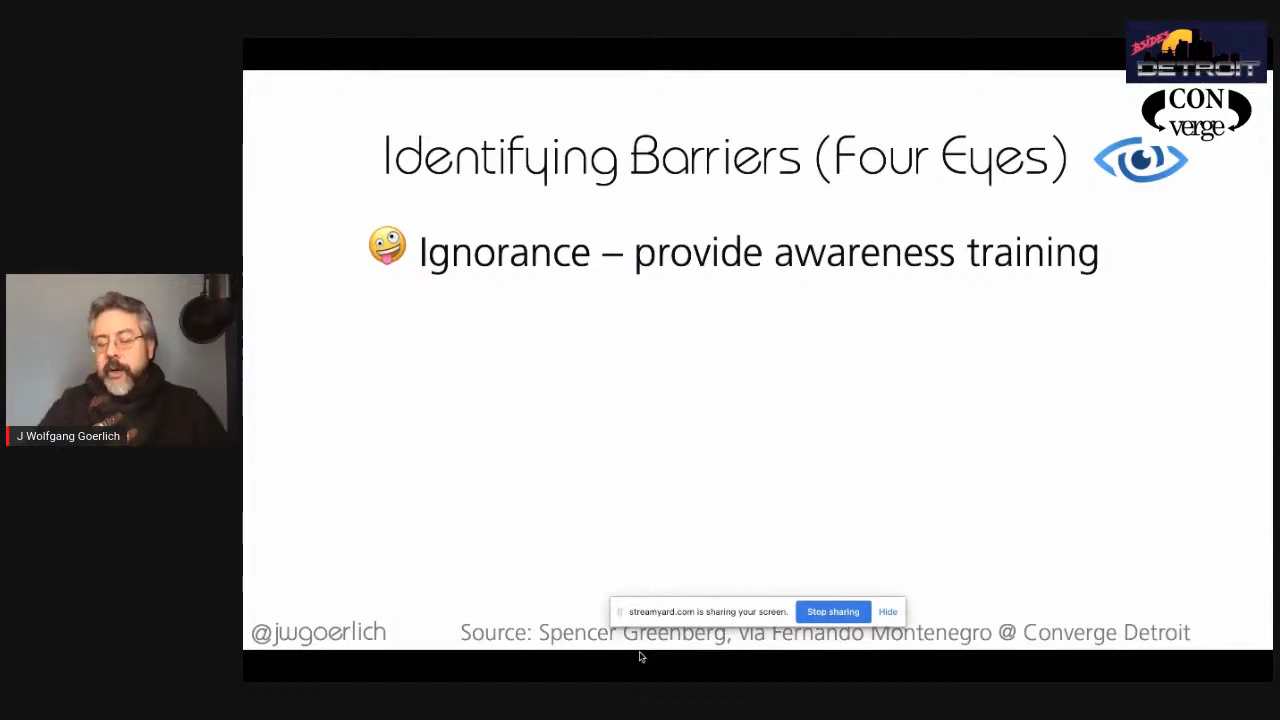 BSIDES
DETROIT
CON
verge
Identifying Barriers (Four Eyes)
Ignorance – provide awareness training
J Wolfgang Goerlich
streamyard.com is sharing your screen. Stop sharing Hide
@jwgoerlich
Source: Spencer Greenberg, via Fernando Montenegro @ Converge Detroit